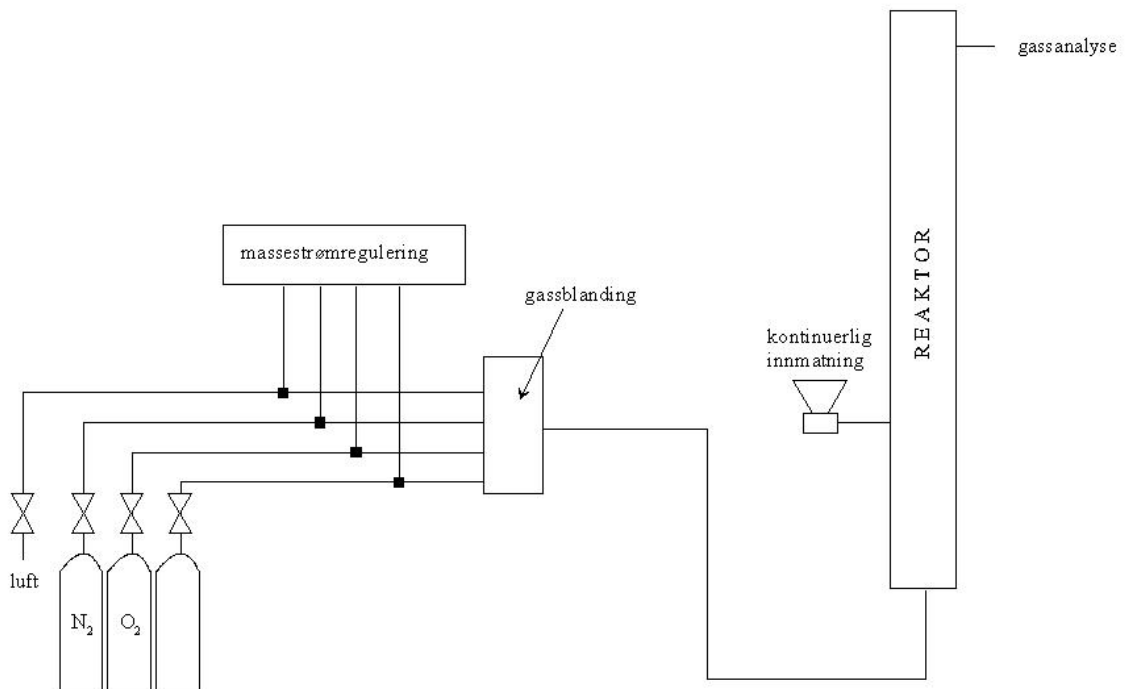 gassanalyse
massestrømregulering
gassblanding
REAKTOR
kontinuerlig
innmatning
luft
N₂
O₂